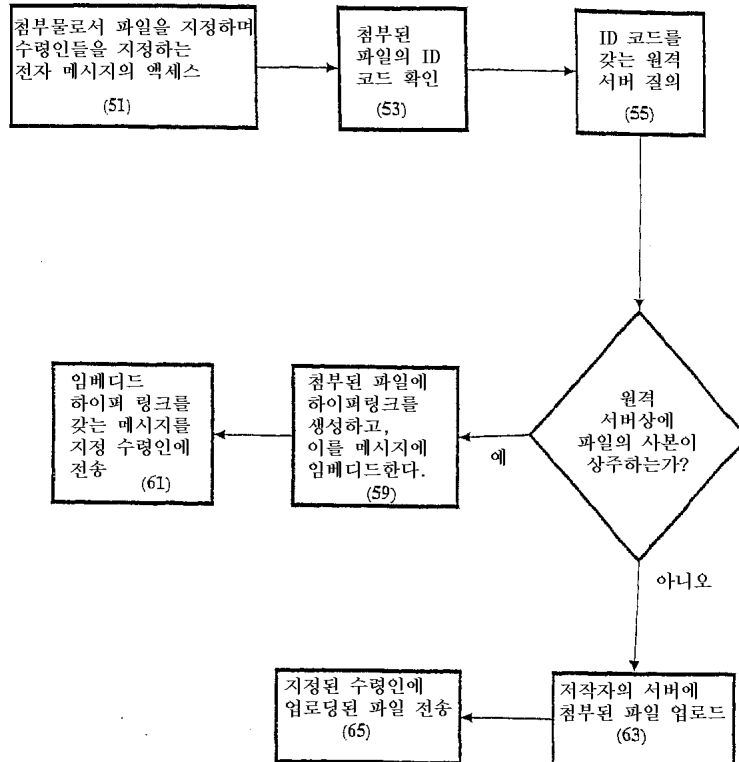 첨부물로서 파일을 지정하며
수령인들을 지정하는
전자 메시지의 액세스
(51)
첨부된
파일의 ID
코드 확인
(53)
ID 코드를
갖는 원격
서버 질의
(55)
원격
서버상에
파일의 사본이
상주하는가?
예
아니오
첨부된 파일에
하이퍼링크를
생성하고,
이를 메시지에
임베디드한다.
(59)
임베디드
하이퍼 링크를
갖는 메시지를
지정 수령인에
전송
(61)
저작자의 서버에
첨부된 파일 업로드
(63)
지정된 수령인에
업로딩된 파일 전송
(65)